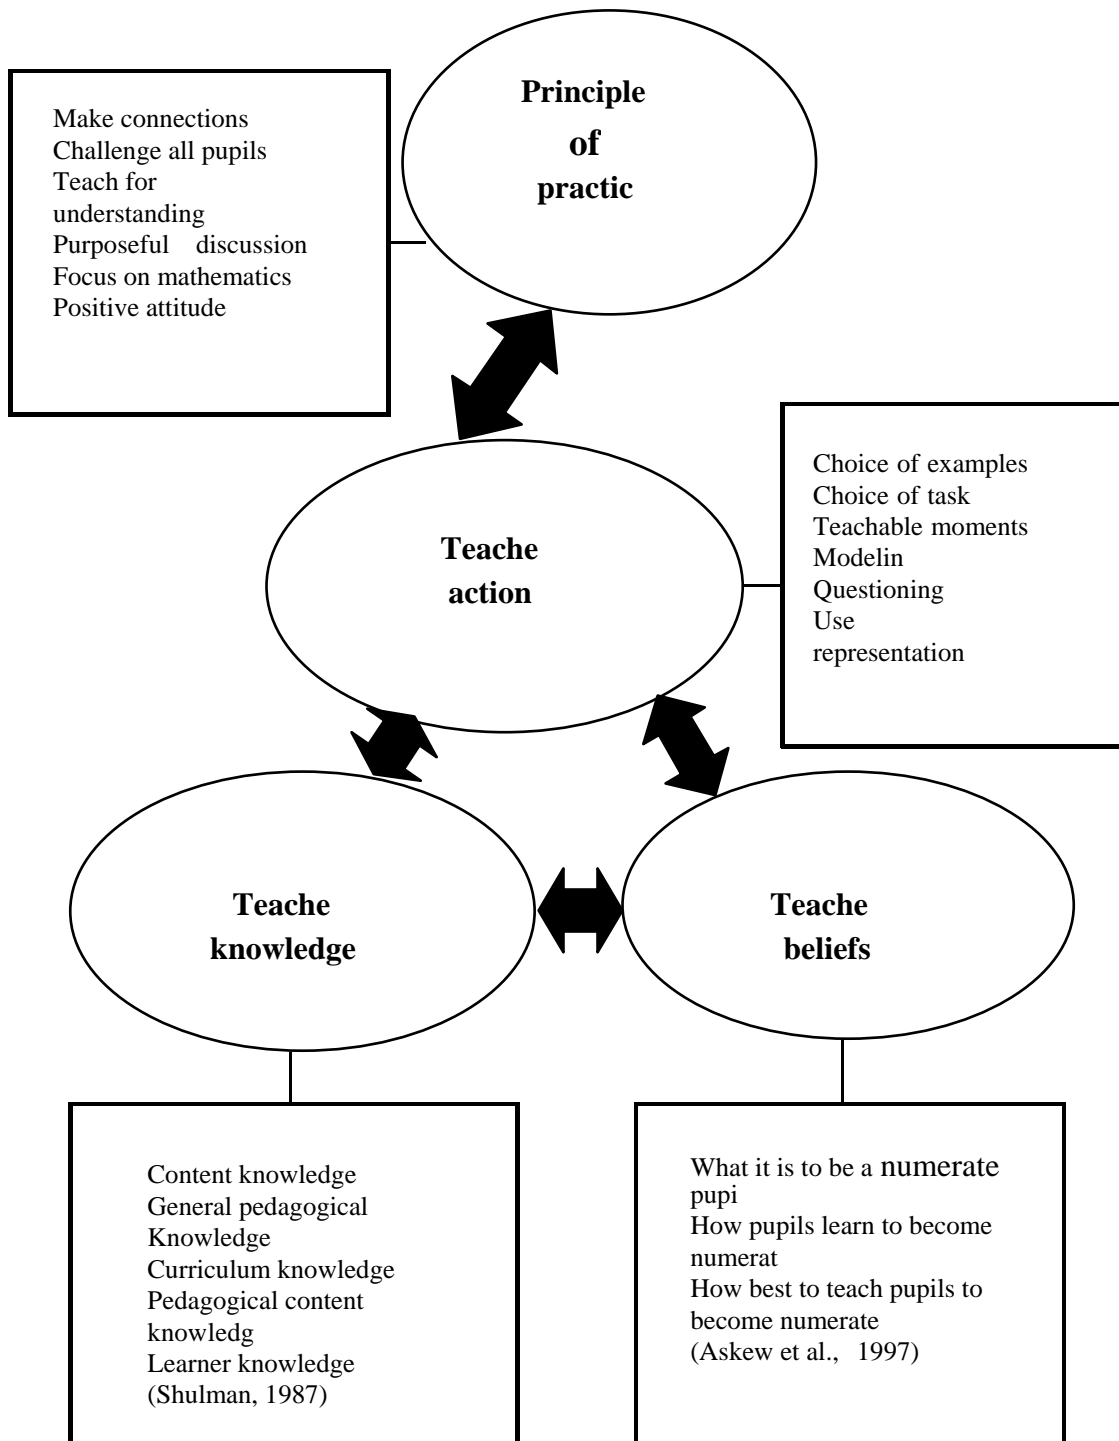 Principle
of
practic
Make connections
Challenge all pupils
Teach for
understanding
Purposeful discussion
Focus on mathematics
Positive attitude
Teache
action
Choice of examples
Choice of task
Teachable moments
Modelin
Questioning
Use
representation
Teache
knowledge
Teache
beliefs
Content knowledge
General pedagogical
Knowledge
Curriculum knowledge
Pedagogical content
knowledg
Learner knowledge
(Shulman, 1987)
What it is to be a numerate
pupi
How pupils learn to become
numerat
How best to teach pupils to
become numerate
(Askew et al., 1997)